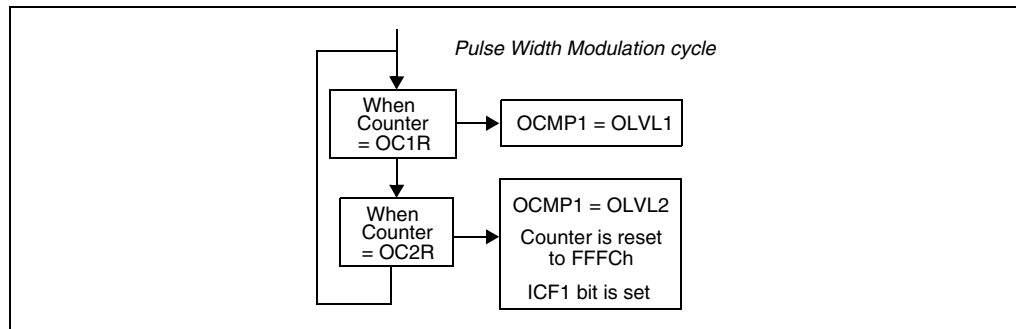 Pulse Width Modulation cycle
When
Counter
= OC1R
OCMP1 = OLVL1
When
Counter
= OC2R
OCMP1 = OLVL2
Counter is reset
to FFFCh
ICF1 bit is set